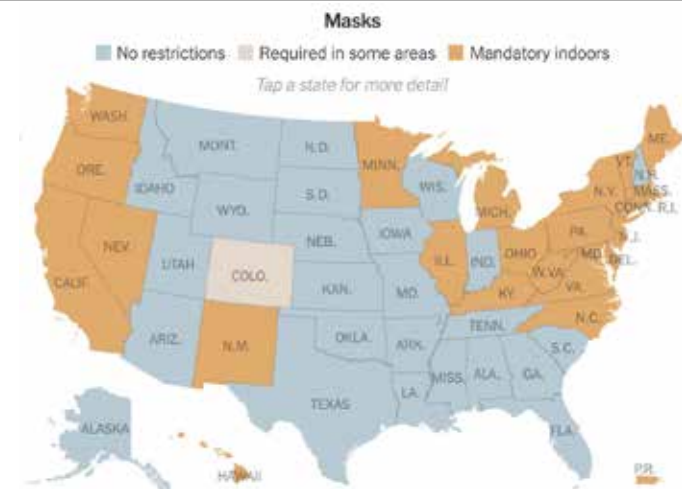 Masks
No restrictions Required in some areas Mandatory indoors
Tap a state for more detail
WASH.
MONT.
N.D.
MINN.
ME.
VT.
N.H.
ORE.
IDAHO
S.D.
WIS.
N.Y.
MASS.
WYD.
MICH.
CONN. R.I.
NEB.
IOWA
PA.
N.J.
NEV.
UTAH
COLO.
ILL.
IND.
OHIO
MD.
DEL.
CALIF.
KAN.
MO.
KY.
W.VA.
VA.
ARIZ.
N.M.
OKLA.
ARK.
TENN.
N.C.
S.C.
TEXAS
LA.
MISS.
ALA.
GA.
ALASKA
FLA.
HAWAII
P.R.